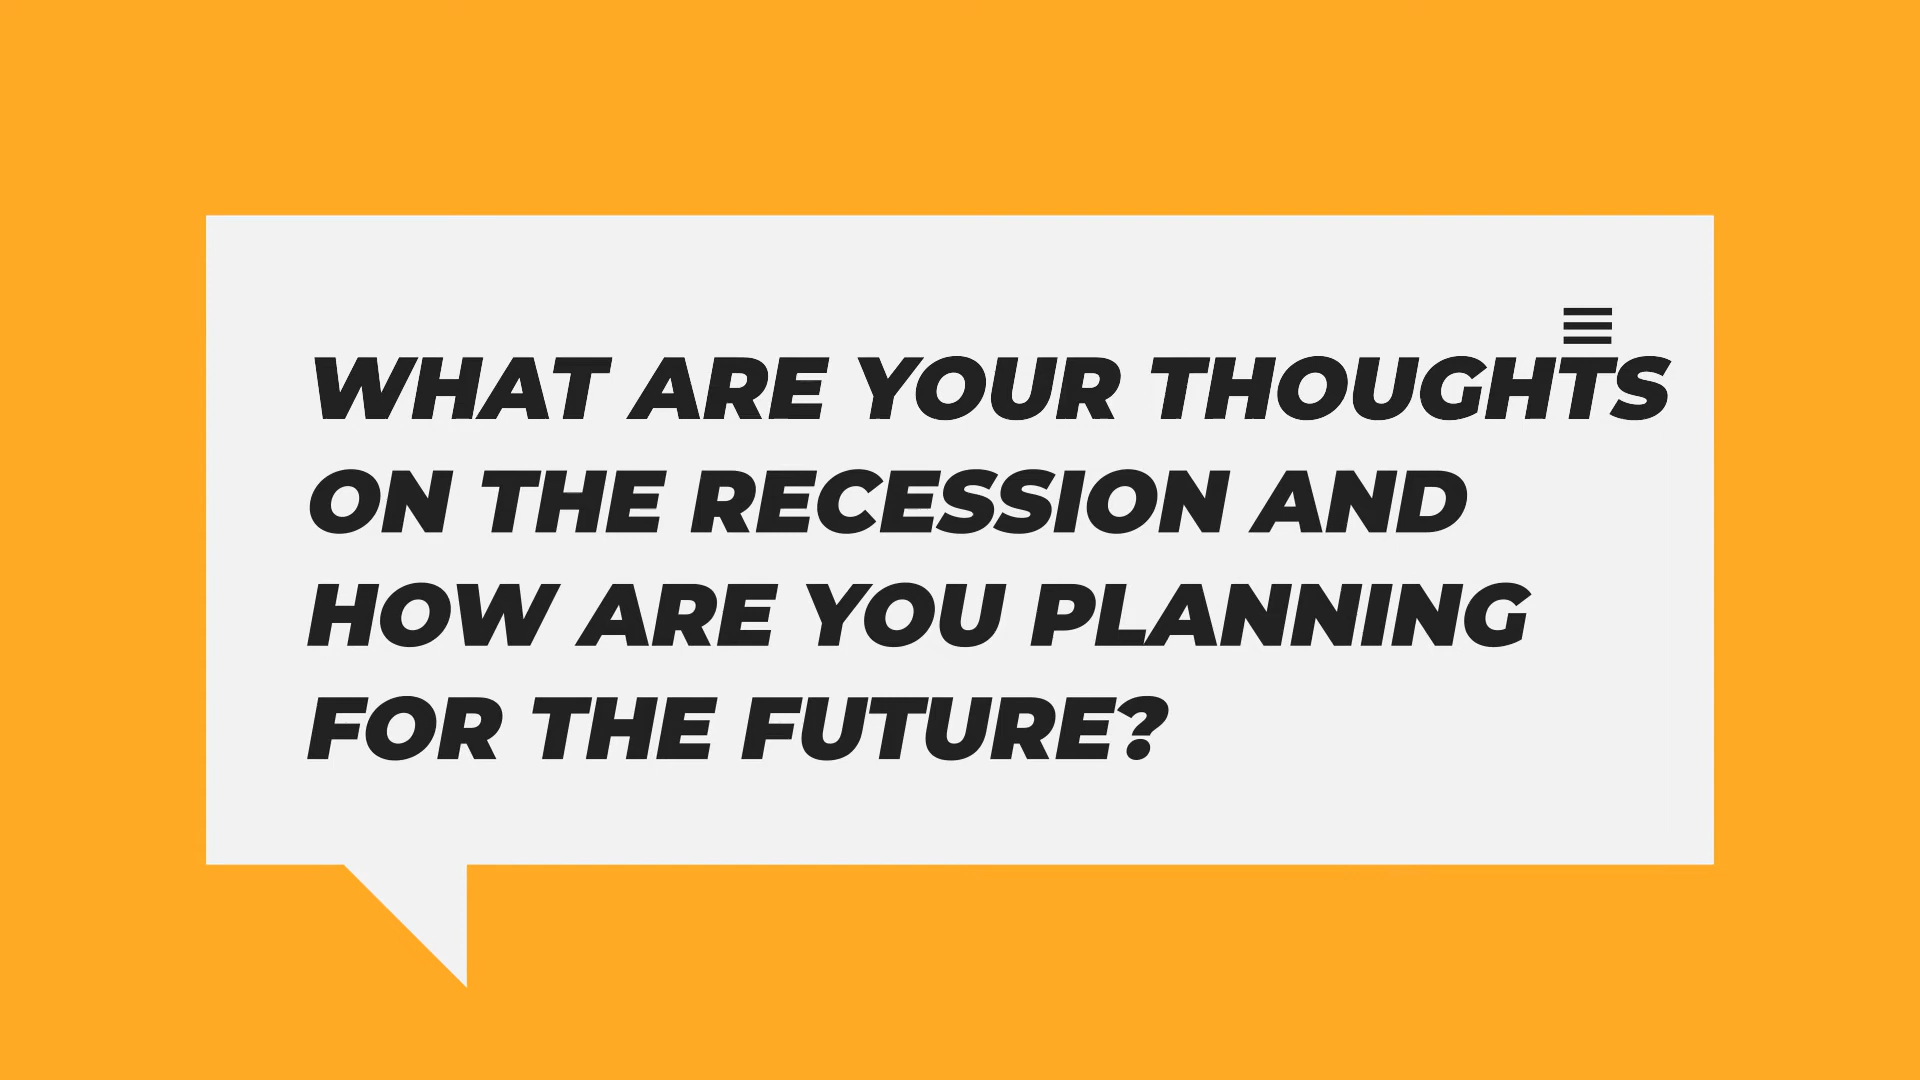 WHAT ARE YOUR THOUGHTS
ON THE RECESSION AND
HOW ARE YOU PLANNING
FOR THE FUTURE?